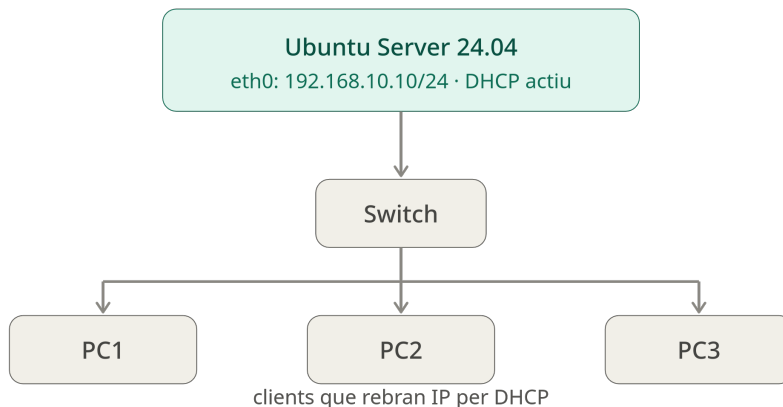 Ubuntu Server 24.04
eth0: 192.168.10.10/24 · DHCP actiu
Switch
PC1
PC2
PC3
clients que rebran IP per DHCP